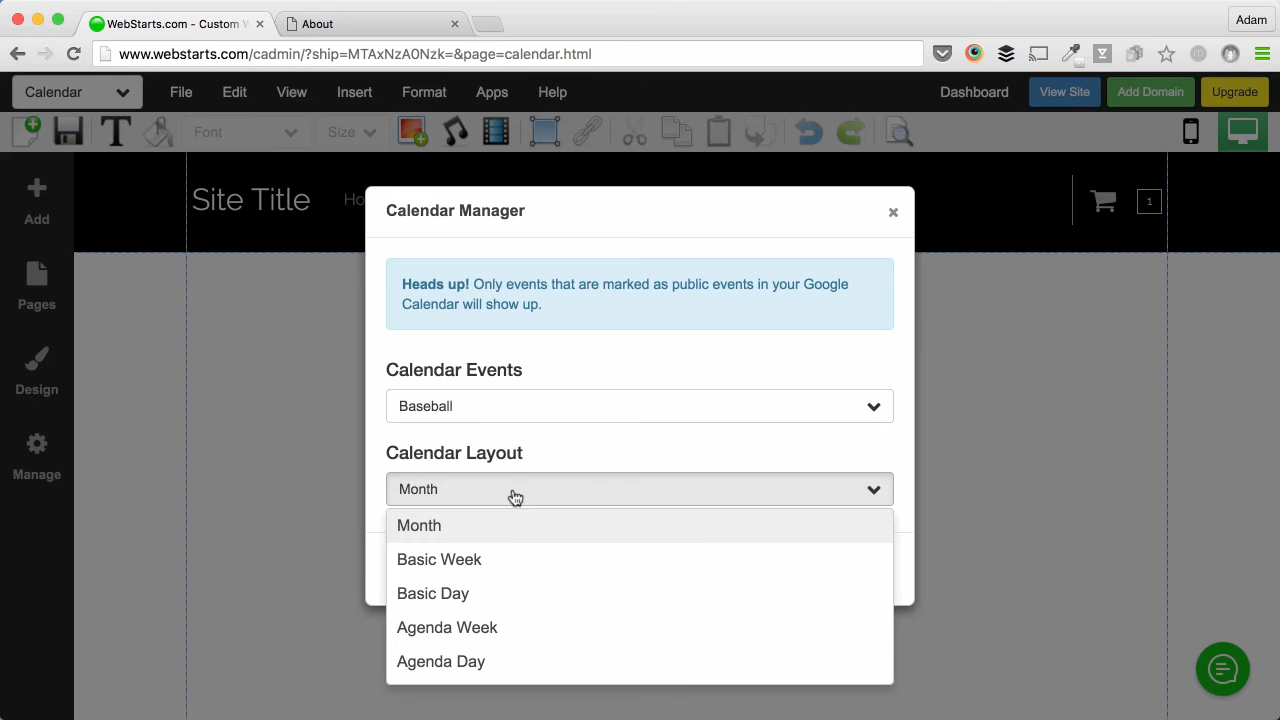 WebStarts.com - Custom W
About
Adam
www.webstarts.com/cadmin/?ship=MTAxNzA0Nzk=&page=calendar.html
Calendar File Edit View Insert Format Apps Help Dashboard View Site Add Domain Upgrade
Font Size
Site Title Ho 1
Add
Pages
Design
Manage
Calendar Manager
Heads up! Only events that are marked as public events in your Google
Calendar will show up.
Calendar Events
Baseball
Calendar Layout
Month
Month
Basic Week
Basic Day
Agenda Week
Agenda Day